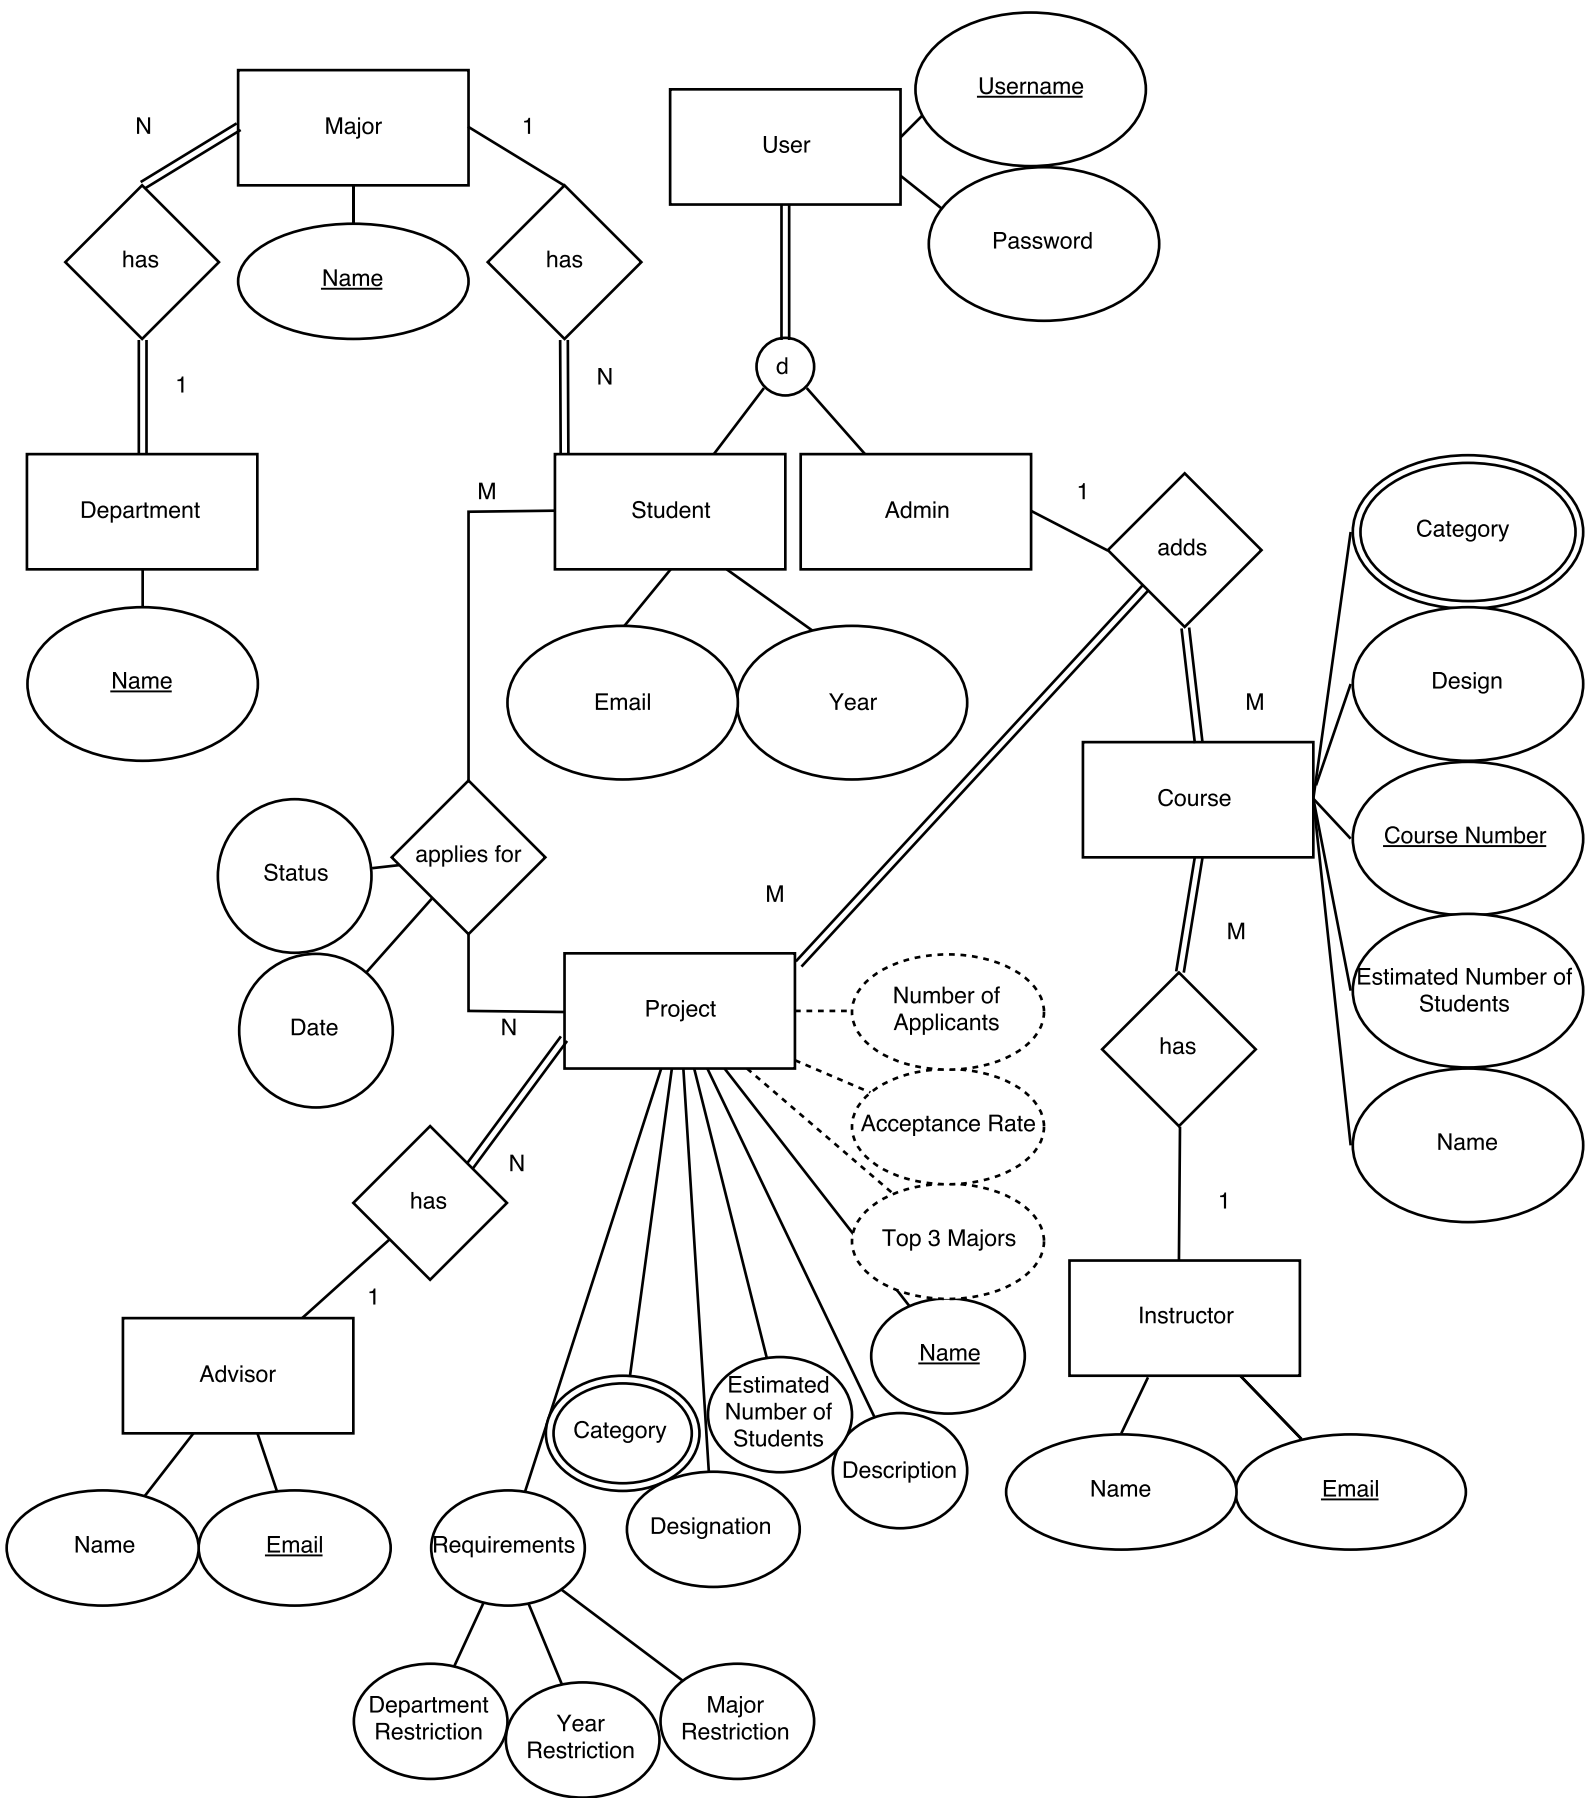 Username
N
Major
1
User
has
Name
has
Password
1
N
d
M
Department
Student
Admin
1
adds
Category
Name
Email
Year
M
Design
Course
Course Number
Status
applies for
M
M
Estimated Number of
Students
Date
N
Project
Number of
Applicants
has
Acceptance Rate
Name
N
has
1
Top 3 Majors
1
Instructor
Name
Advisor
Estimated
Number of
Students
Category
Description
Name
Email
Designation
Name
Email
Requirements
Department
Restriction
Year
Restriction
Major
Restriction